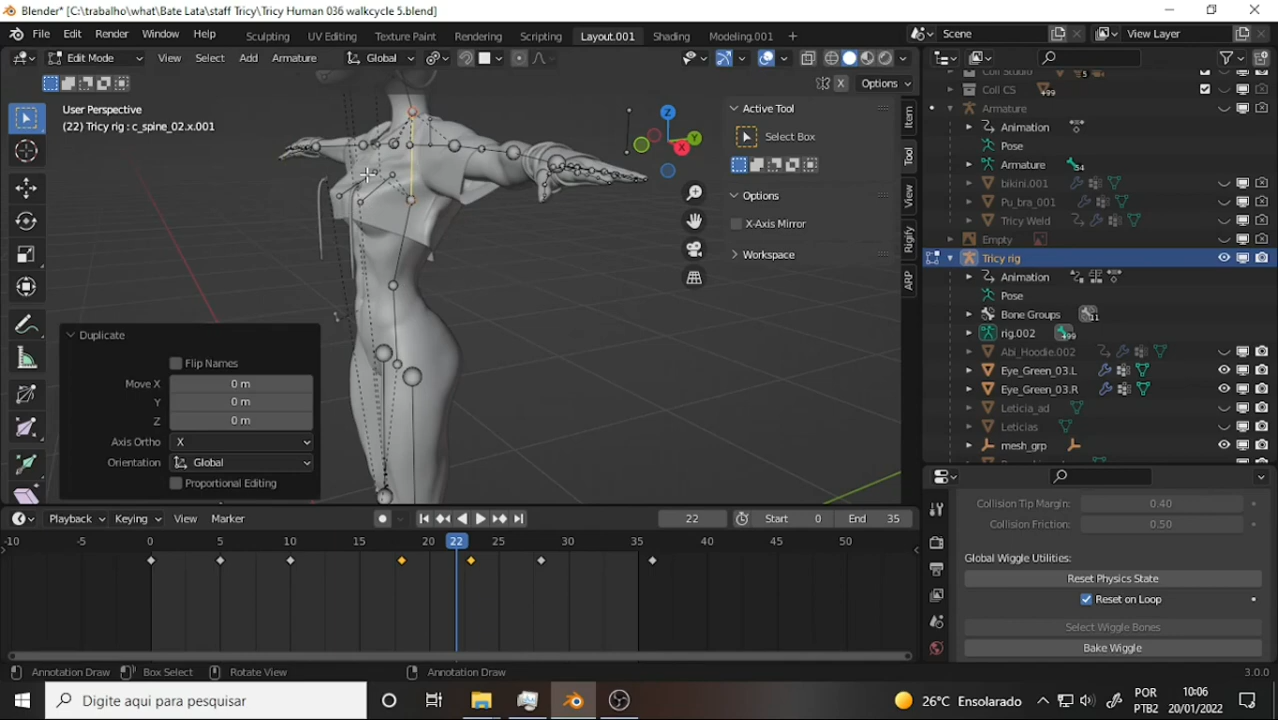 Blender* [C:\trabalho\what\Bate Lata\staff Tricy\Tricy Human 036 walkcycle 5.blend]
File Edit Render Window Help Sculpting UV Editing Texture Paint Rendering Scripting Layout.001 Shading Modeling.001 + Scene View Layer
Edit Mode View Select Add Armature Global
X Options
User Perspective
(22) Tricy rig : c_spine_02.x.001
Z Y X
Active Tool
Select Box
Options
X-Axis Mirror
Workspace
Item
Tool
View
Rigify
ARP
Duplicate
Flip Names
Move X 0 m
Y 0 m
Z 0 m
Axis Ortho X
Orientation Global
Proportional Editing
Coll Studio 5
Coll CS +99
Armature
Animation
Pose
Armature 54
bikini.001
Pu_bra_001
Tricy Weld
Empty
Tricy rig
Animation 2
Pose
Bone Groups 11
rig.002 +99
Abi_Hoodie.002
Eye_Green_03.L
Eye_Green_03.R
Leticia_ad
Leticias
mesh_grp
Collision Tip Margin: 0.40
Collision Friction: 0.50
Global Wiggle Utilities:
Reset Physics State
Reset on Loop
Select Wiggle Bones
Bake Wiggle
Playback Keying View Marker 22 Start 0 End 35
-10 -5 0 5 10 20 22 25 30 35 40 45 50
Annotation Draw Box Select Rotate View Annotation Draw 3.0.0
Digite aqui para pesquisar
26°C Ensolarado
POR
PTB2
10:06
20/01/2022